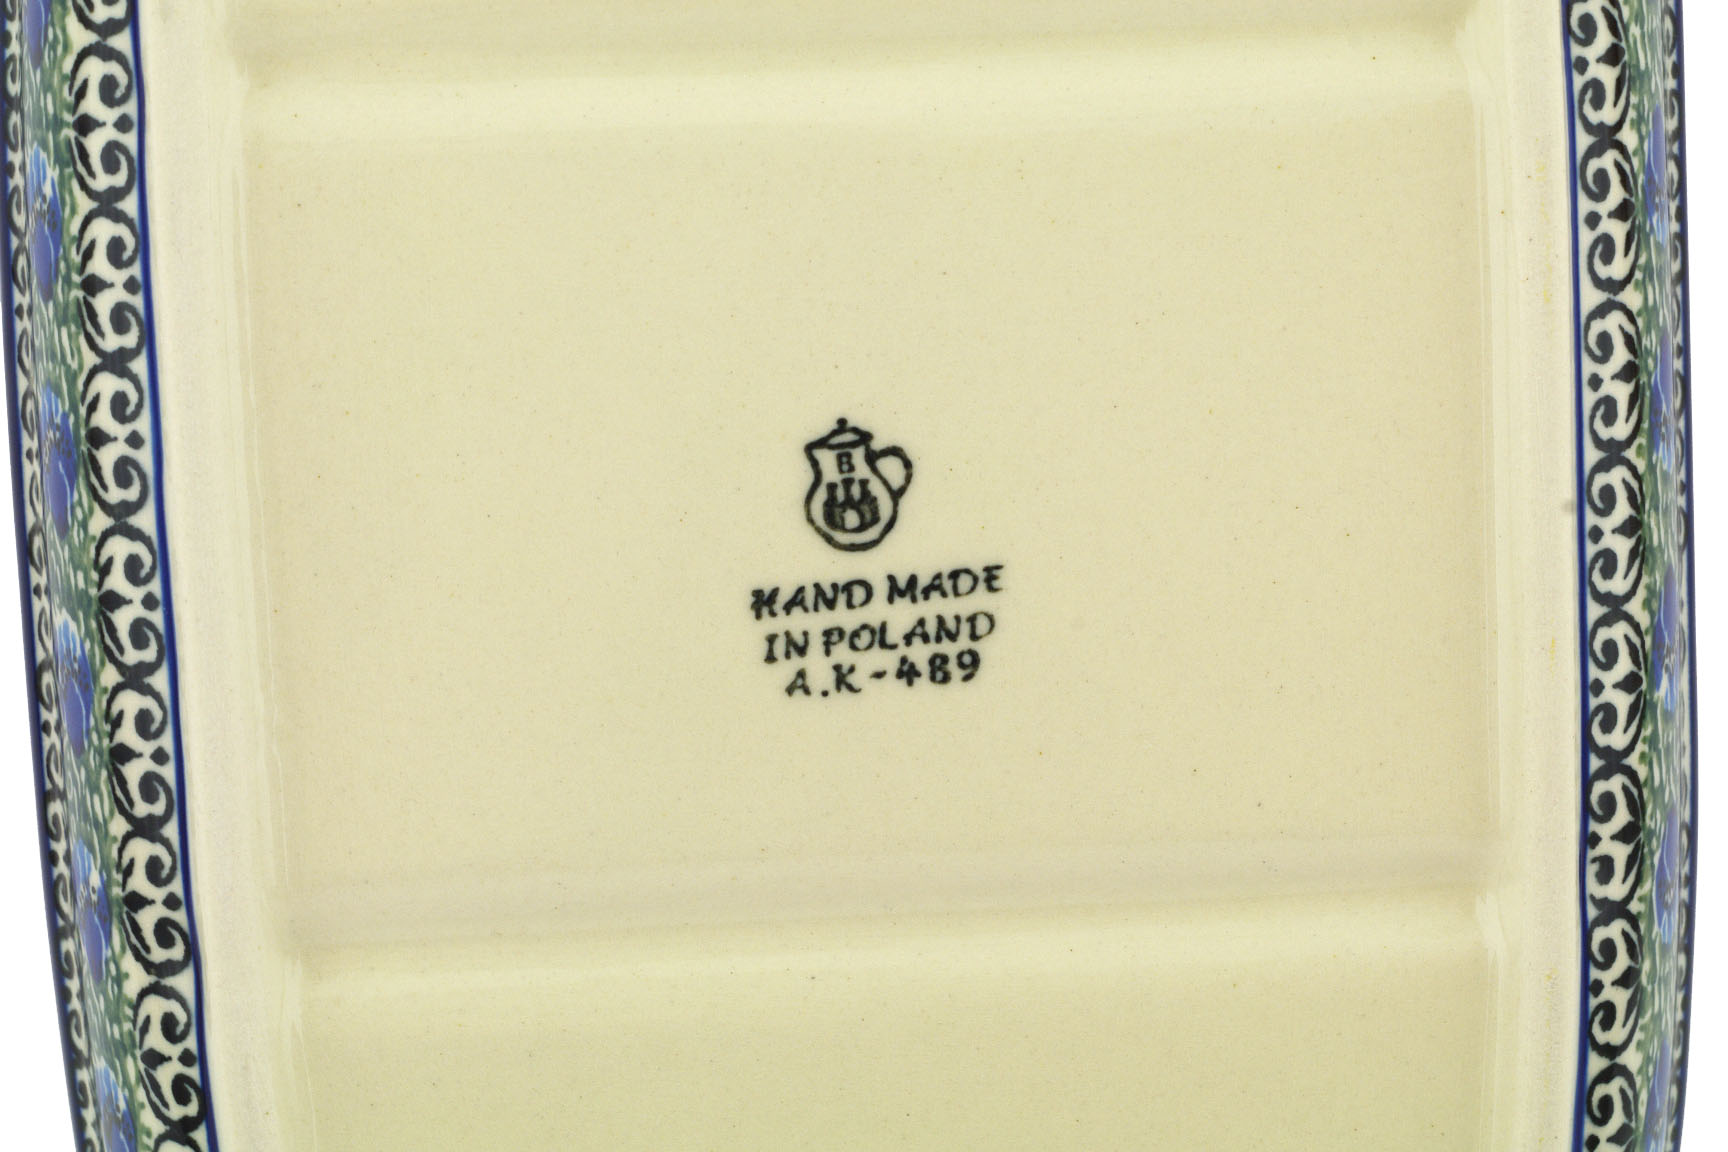 B
HAND MADE
IN POLAND
A.K-489